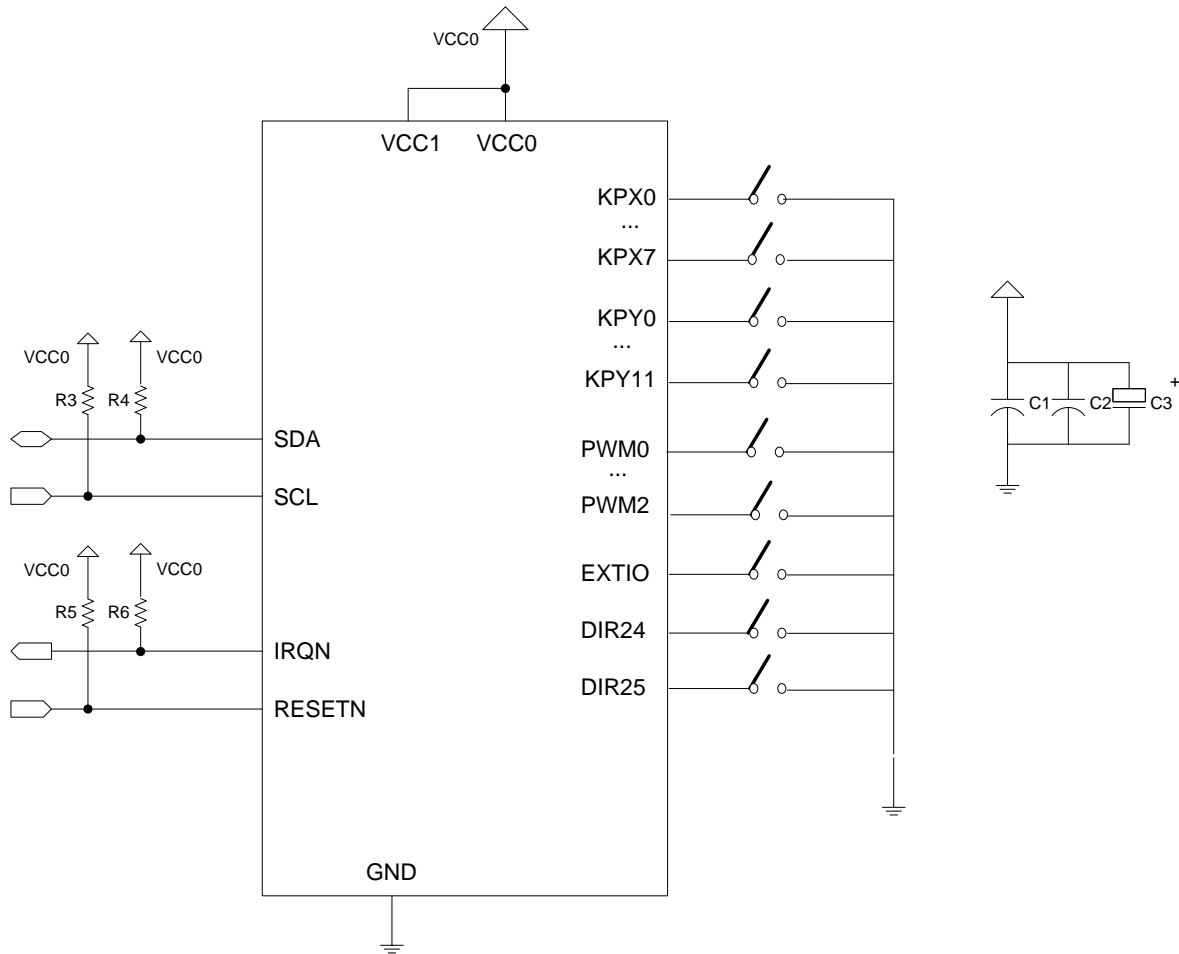 VCC0
VCC1 VCC0
KPX0
...
KPX7
KPY0
...
KPY11
PWM0
...
PWM2
EXTIO
DIR24
DIR25
VCC0 VCC0
R3 R4
SDA
SCL
VCC0 VCC0
R5 R6
IRQN
RESETN
GND
+
C1 C2 C3